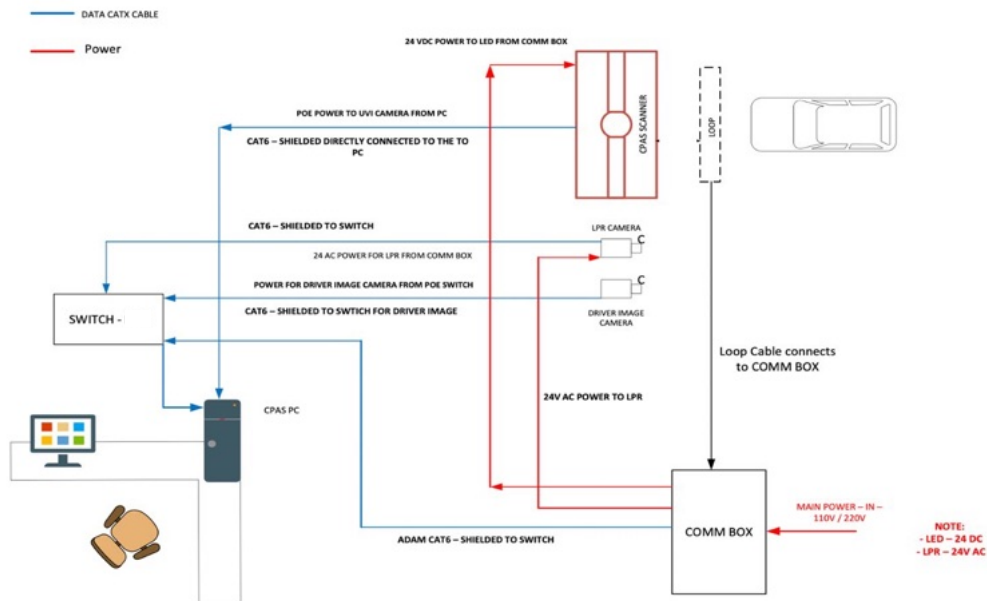 DATA CATX CABLE
Power
24 VDC POWER TO LED FROM COMM BOX
POE POWER TO UVI CAMERA FROM PC
CAT6 – SHIELDED DIRECTLY CONNECTED TO THE TO
PC
CPAS SCANNER
LOOP
CAT6 – SHIELDED TO SWITCH
LPR CAMERA
C
24 AC POWER FOR LPR FROM COMM BOX
POWER FOR DRIVER IMAGE CAMERA FROM POE SWITCH
C
SWITCH -
CAT6 – SHIELDED TO SWTICH FOR DRIVER IMAGE
DRIVER IMAGE
CAMERA
Loop Cable connects
to COMM BOX
24V AC POWER TO LPR
CPAS PC
COMM BOX
MAIN POWER – IN –
110V / 220V
NOTE:
- LED – 24 DC
- LPR – 24V AC
ADAM CAT6 – SHIELDED TO SWITCH